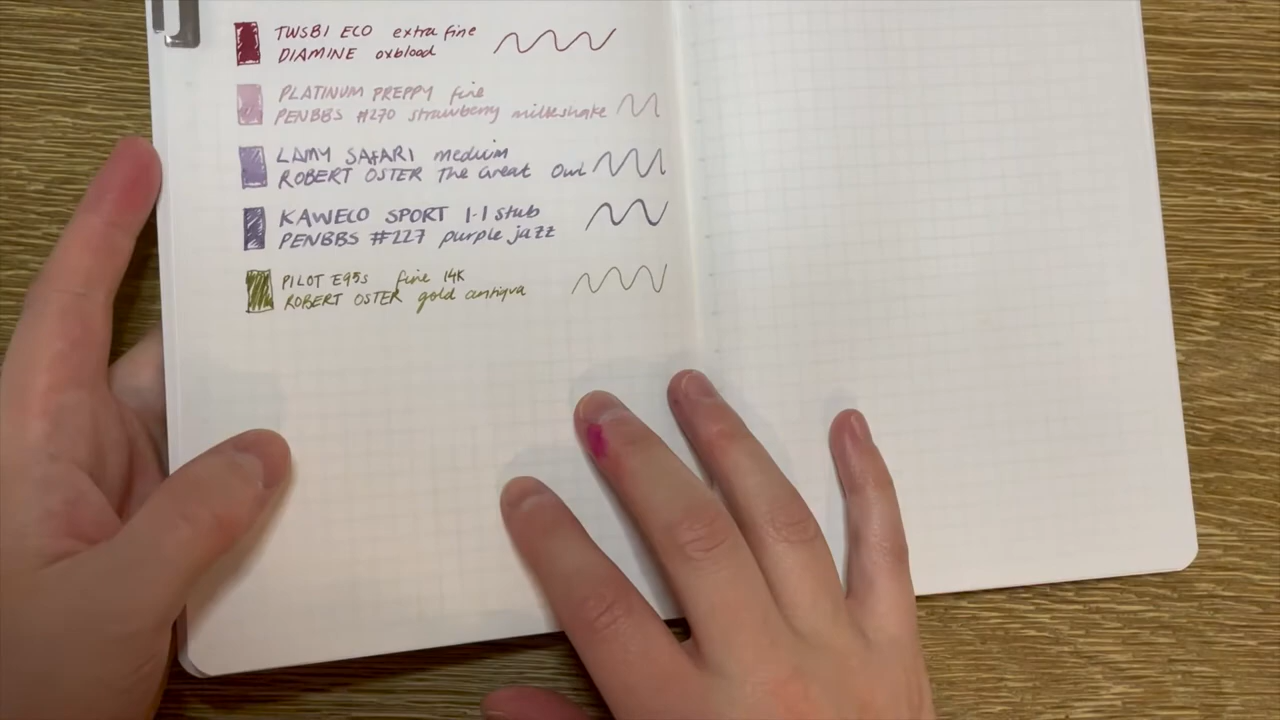 TWSBI ECO extra fine
DIAMINE oxblood
PLATINUM PREPPY fine
PENBBS #270 strawberry milkshake
LAMY SAFARI medium
ROBERT OSTER The Great Owl
KAWECO SPORT 1.1 stub
PENBBS #227 purple jazz
PILOT E95s fine 14K
ROBERT OSTER gold antiqua